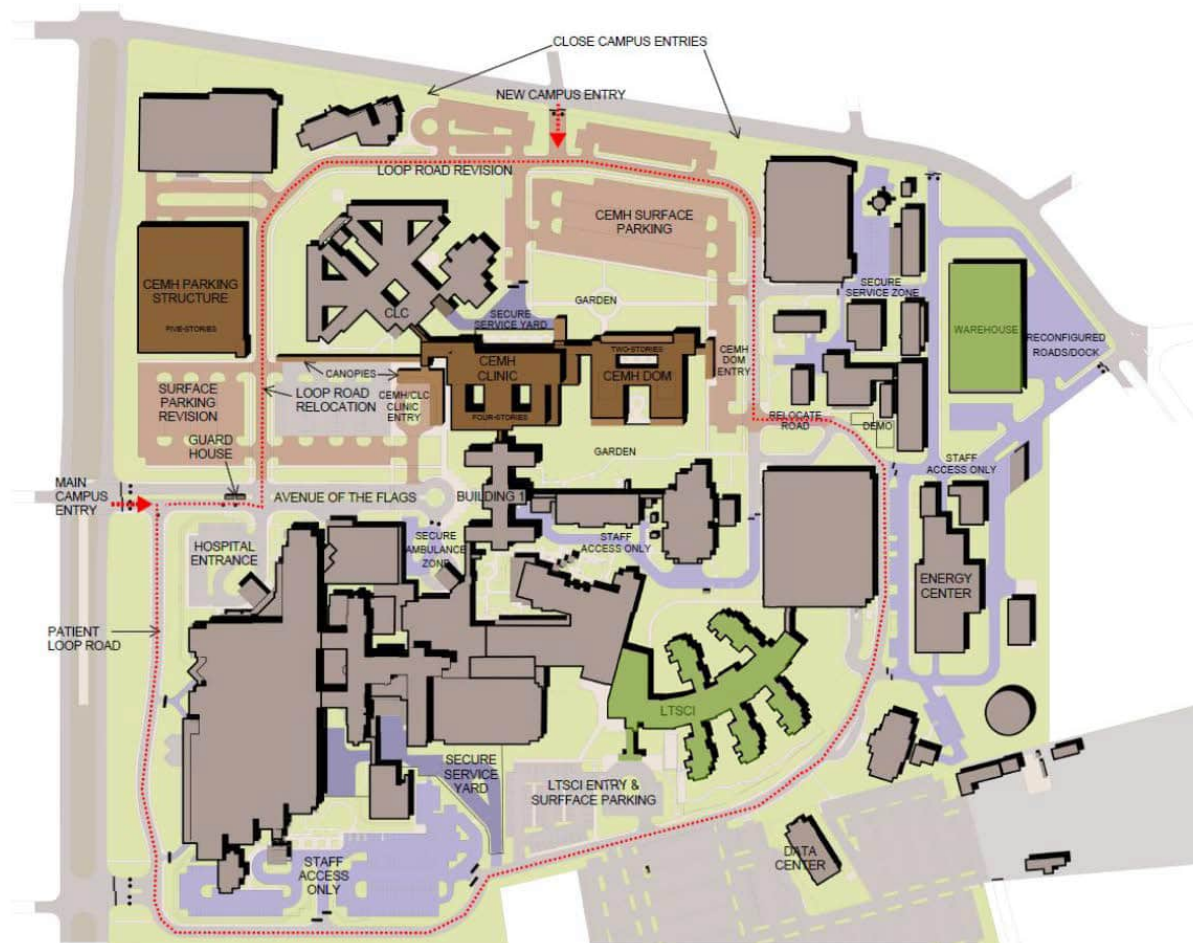 CLOSE CAMPUS ENTRIES
NEW CAMPUS ENTRY
LOOP ROAD REVISION
CEMH SURFACE
PARKING
CEMH PARKING
STRUCTURE
FIVE-STORIES
CLC
SECURE
SERVICE YARD
GARDEN
SECURE
SERVICE ZONE
WAREHOUSE
RECONFIGURED
ROADS/DOCK
CANOPIES
CEMH
CLINIC
FOUR-STORIES
TWO-STORIES
CEMH DOM
CEMH
DOM
ENTRY
SURFACE
PARKING
REVISION
LOOP ROAD
RELOCATION
CEMH/CLC
CLINIC
ENTRY
RELOCATE
ROAD
DEMO
GUARD
HOUSE
GARDEN
STAFF
ACCESS ONLY
MAIN
CAMPUS
ENTRY
AVENUE OF THE FLAGS
BUILDING 1
HOSPITAL
ENTRANCE
SECURE
AMBULANCE
ZONE
STAFF
ACCESS ONLY
ENERGY
CENTER
PATIENT
LOOP ROAD
LTSCI
SECURE
SERVICE
YARD
LTSCI ENTRY &
SURFFACE PARKING
STAFF
ACCESS
ONLY
DATA
CENTER